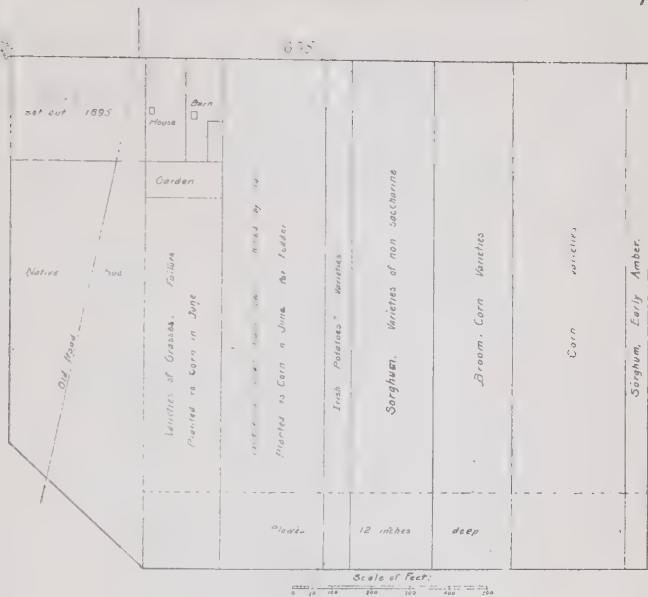 635
set out 1895
House
Barn
Garden
Native Sod
Old Road
Varieties of Grasses. Failure
Planted to Corn in June
Planted to Corn in June for Fodder
Irish Potatoes Varieties
Sorghum. Varieties of non saccharine
Broom. Corn Varieties
Corn Varieties
Sorghum, Early Amber.
Plowed 12 inches deep
Scale of Feet: